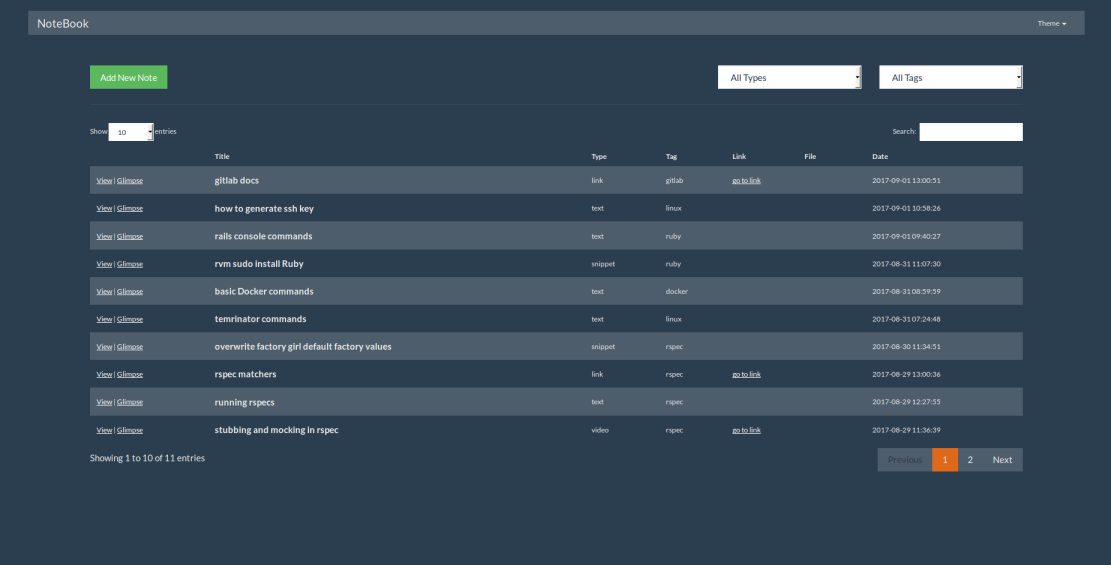 NoteBook Theme
Add New Note All Types All Tags
Show 10 entries Search:
Title Type Tag Link File Date
View | Glimpse gitlab docs link gitlab go to link 2017-09-01 13:00:51
View | Glimpse how to generate ssh key text linux 2017-09-01 10:58:26
View | Glimpse rails console commands text ruby 2017-09-01 09:40:27
View | Glimpse rvm sudo install Ruby snippet ruby 2017-08-31 11:07:30
View | Glimpse basic Docker commands text docker 2017-08-31 08:59:59
View | Glimpse temrinator commands text linux 2017-08-31 07:24:48
View | Glimpse overwrite factory girl default factory values snippet rspec 2017-08-30 11:34:51
View | Glimpse rspec matchers link rspec go to link 2017-08-29 13:00:36
View | Glimpse running rspecs text rspec 2017-08-29 12:27:55
View | Glimpse stubbing and mocking in rspec video rspec go to link 2017-08-29 11:36:39
Showing 1 to 10 of 11 entries Previous 1 2 Next